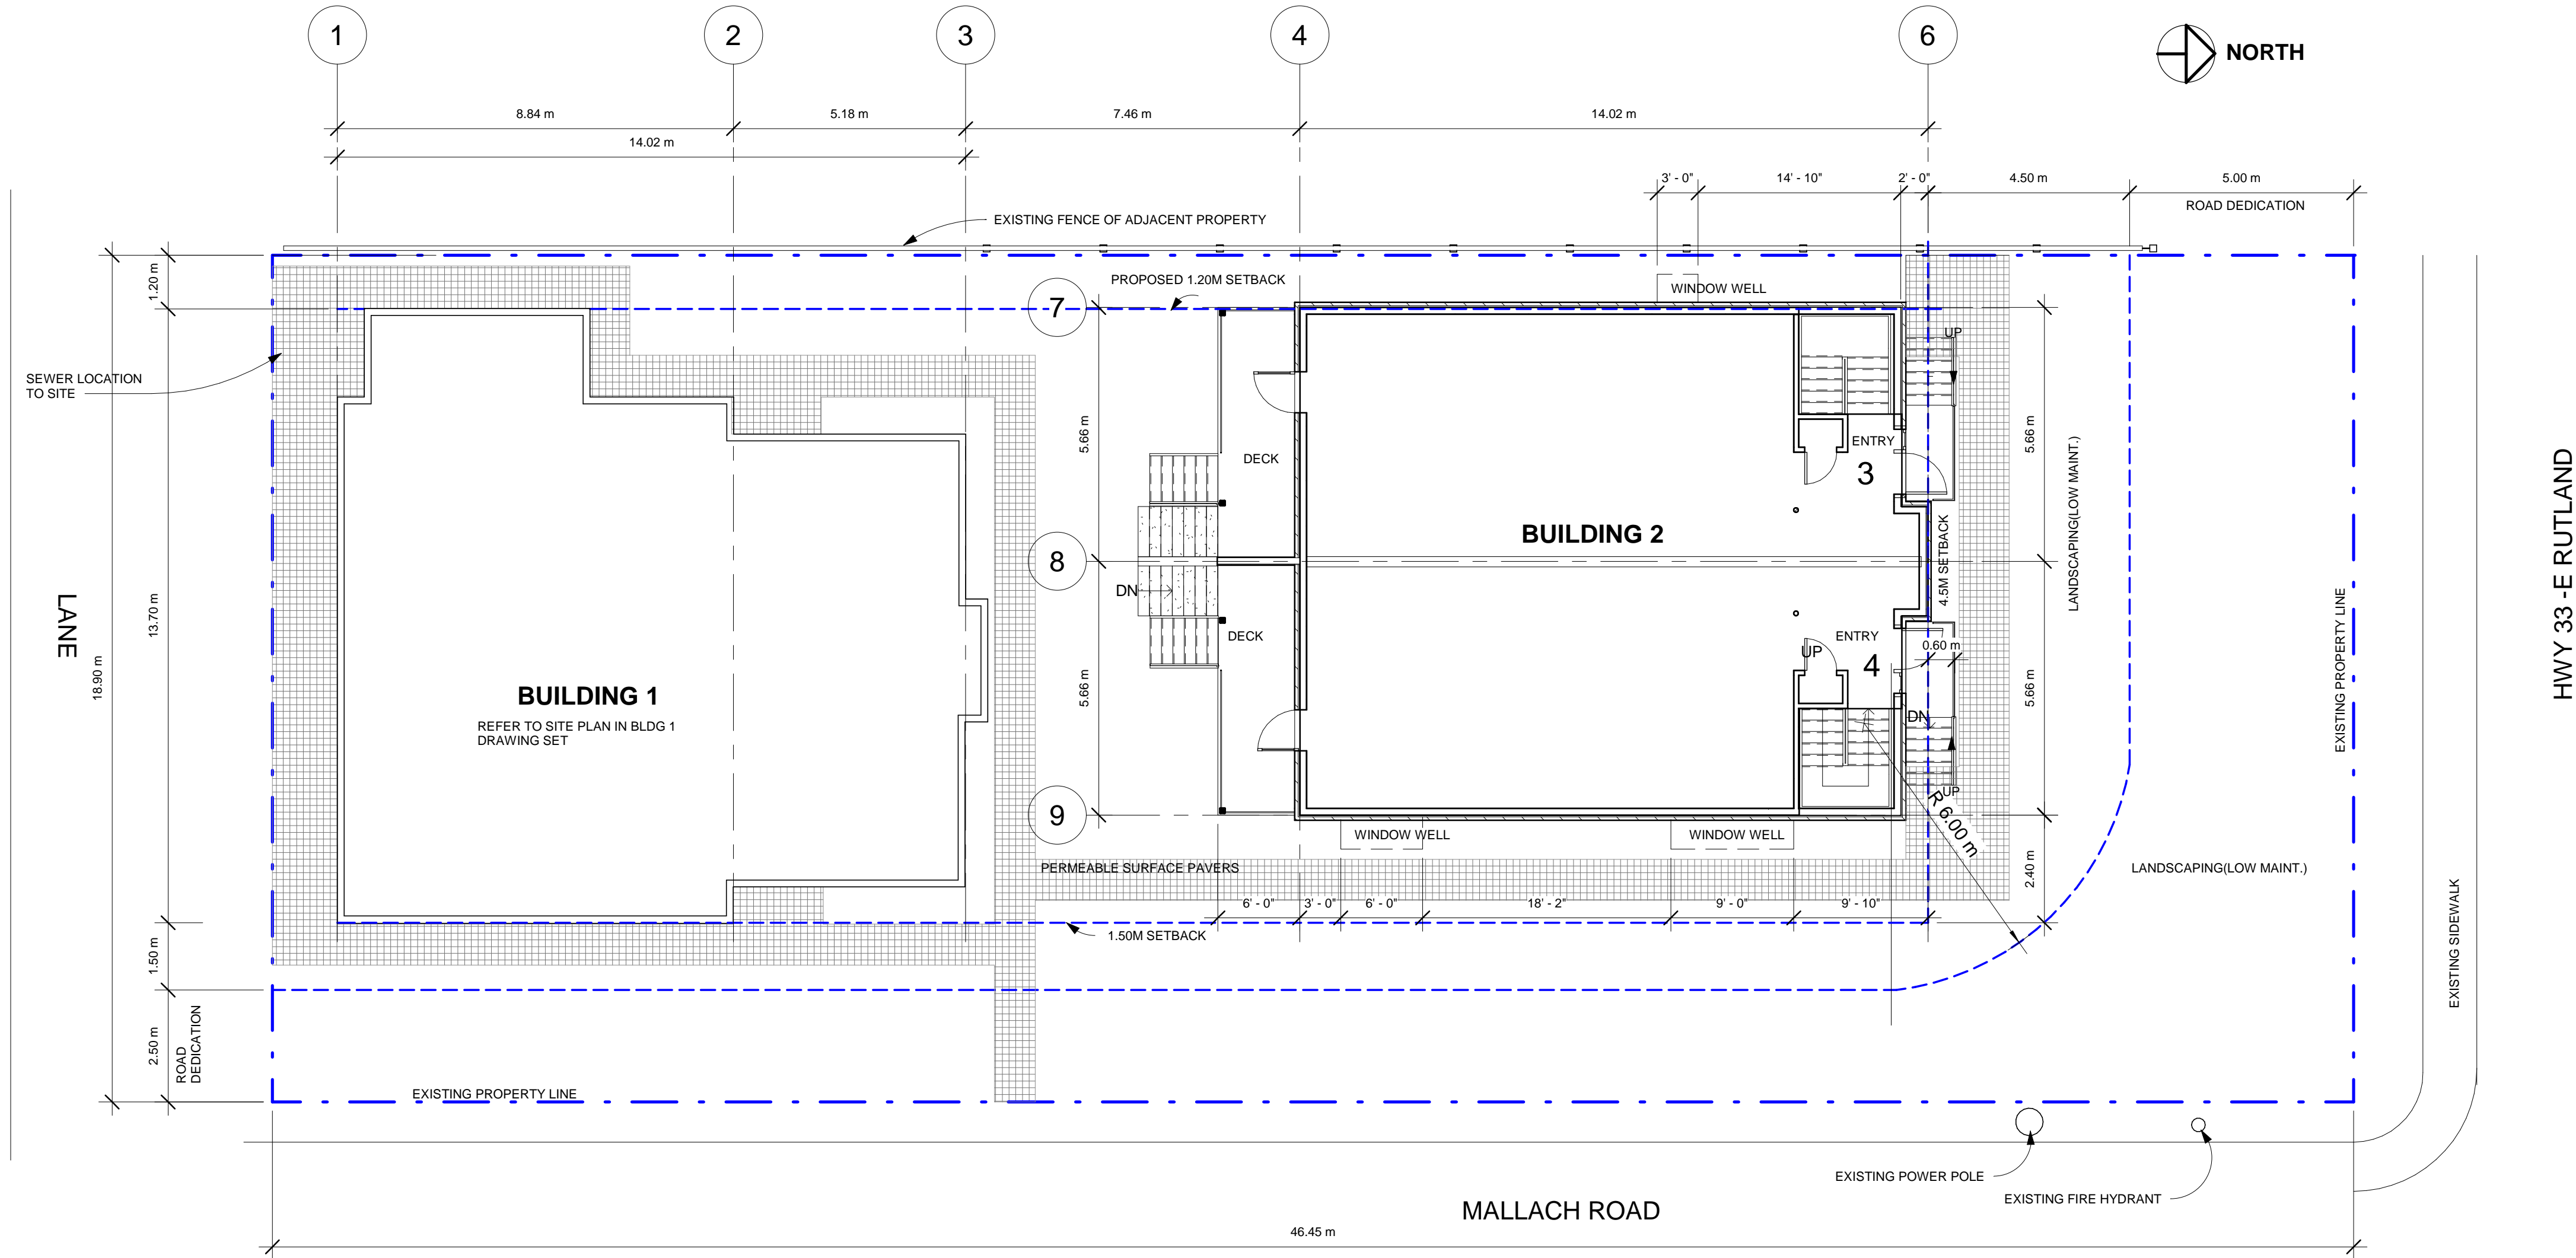 1
2
3
4
6
NORTH
8.84 m
5.18 m
7.46 m
14.02 m
14.02 m
3' - 0"
14' - 10"
2' - 0"
4.50 m
5.00 m
ROAD DEDICATION
EXISTING FENCE OF ADJACENT PROPERTY
1.20 m
PROPOSED 1.20M SETBACK
WINDOW WELL
7
UP
SEWER LOCATION
TO SITE
5.66 m
DECK
ENTRY
3
5.66 m
LANDSCAPING(LOW MAINT.)
HWY 33 -E RUTLAND
BUILDING 2
8
4.5M SETBACK
DN
LANE
13.70 m
18.90 m
DECK
ENTRY
UP
4
0.60 m
EXISTING PROPERTY LINE
BUILDING 1
REFER TO SITE PLAN IN BLDG 1
DRAWING SET
5.66 m
5.66 m
DN
UP
R 6.00 m
9
WINDOW WELL
WINDOW WELL
PERMEABLE SURFACE PAVERS
2.40 m
LANDSCAPING(LOW MAINT.)
6' - 0"
3' - 0"
6' - 0"
18' - 2"
9' - 0"
9' - 10"
1.50M SETBACK
1.50 m
EXISTING SIDEWALK
2.50 m
ROAD
DEDICATION
EXISTING PROPERTY LINE
EXISTING POWER POLE
EXISTING FIRE HYDRANT
MALLACH ROAD
46.45 m